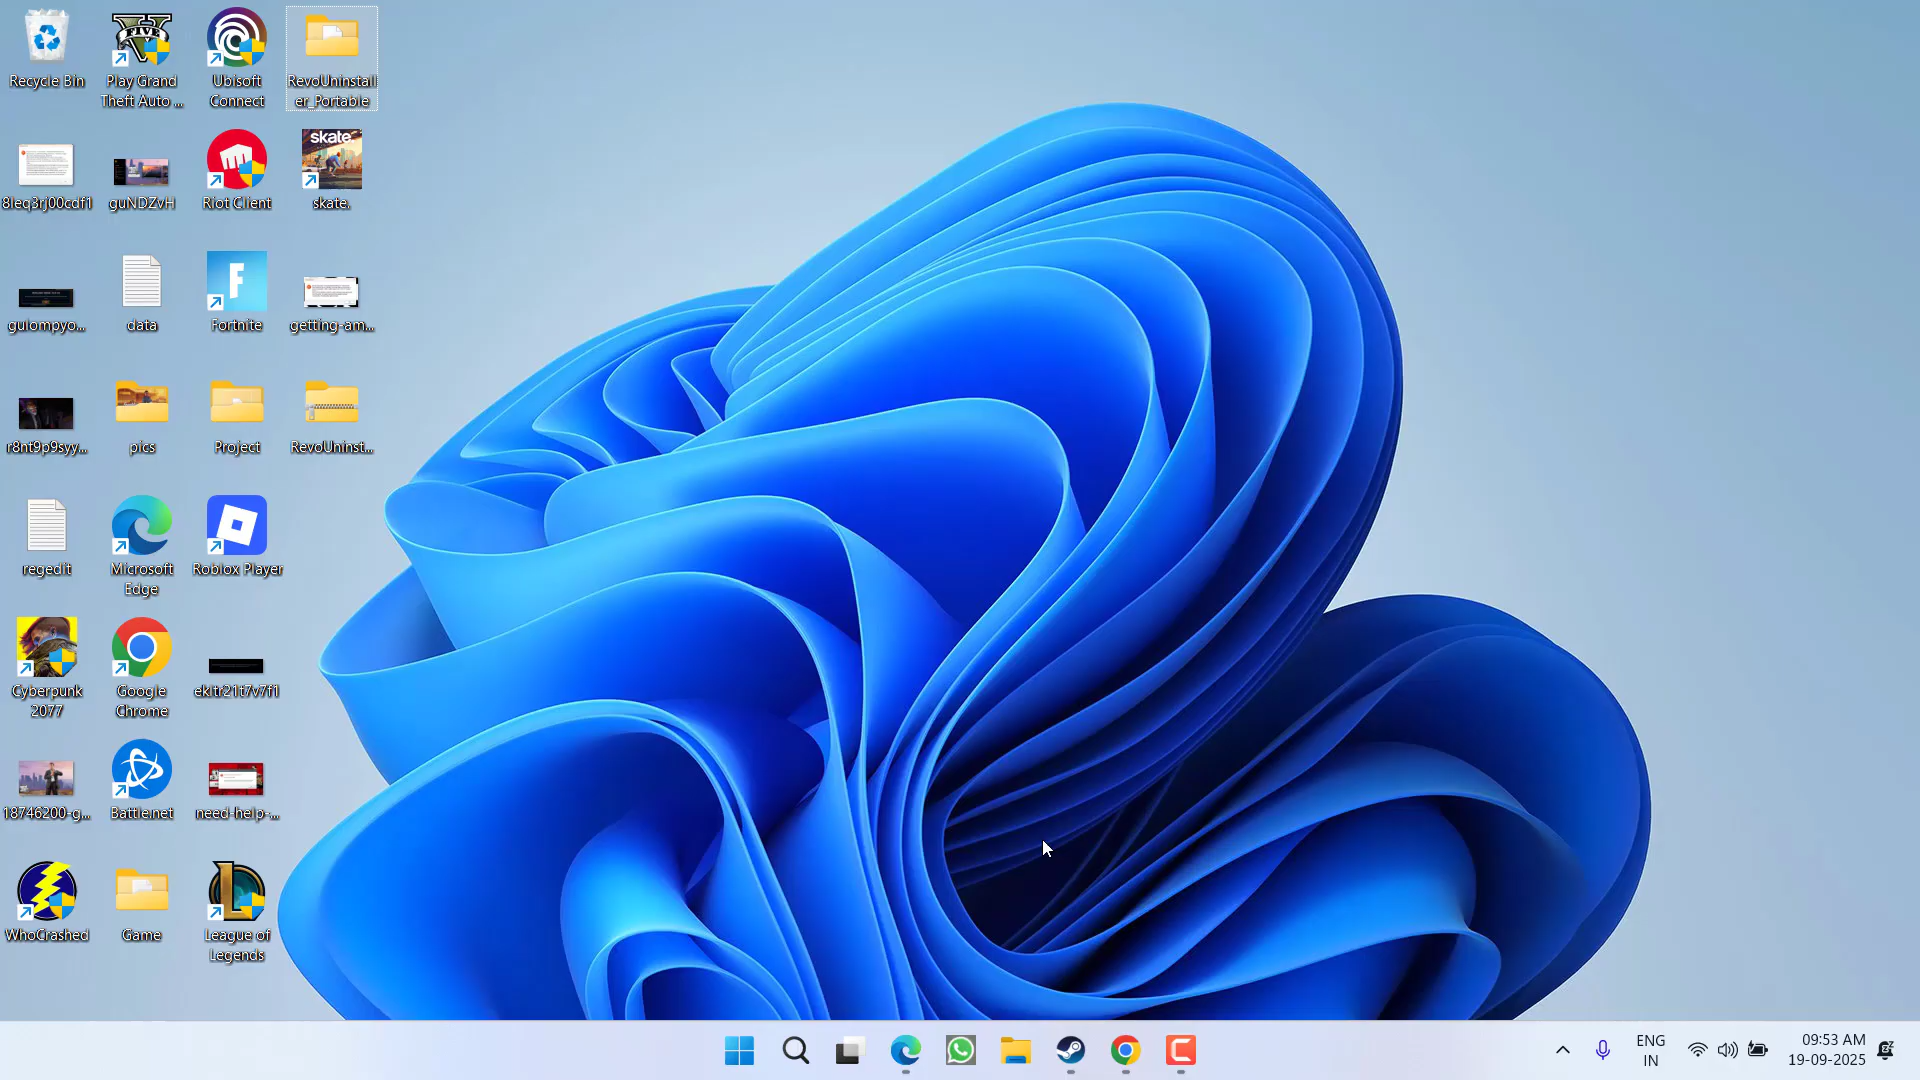 Recycle Bin
Play Grand
Theft Auto ...
Ubisoft
Connect
RevoUninstall
er_Portable
8leq3rj00cdf1
guNDZvH
Riot Client
skate.
skate.
guiompyo...
data
Fortnite
getting-am...
r8nt9p9syy...
pics
Project
RevoUninst...
regedit
Microsoft
Edge
Roblox Player
Cyberpunk
2077
Google
Chrome
ekltr21t7v7f1
18746200-g...
Battle.net
need-help-...
WhoCrashed
Game
League of
Legends
FIVE
ENG
IN
09:53 AM
19-09-2025